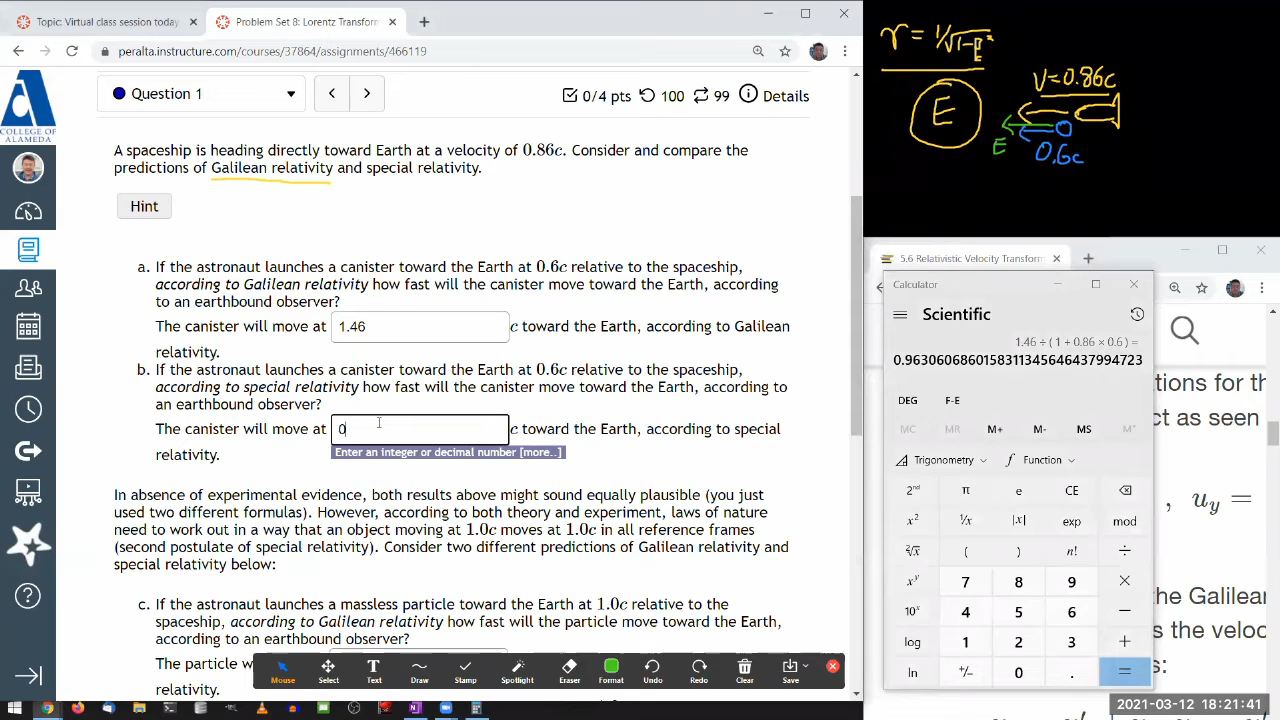 Topic: Virtual class session today
Problem Set 8: Lorentz Transform
peralta.instructure.com/courses/37864/assignments/466119
COLLEGE OF
ALAMEDA
Question 1
0/4 pts 100 99 Details
A spaceship is heading directly toward Earth at a velocity of 0.86c. Consider and compare the
predictions of Galilean relativity and special relativity.
Hint
a. If the astronaut launches a canister toward the Earth at 0.6c relative to the spaceship,
according to Galilean relativity how fast will the canister move toward the Earth, according
to an earthbound observer?
The canister will move at 1.46 c toward the Earth, according to Galilean
relativity.
b. If the astronaut launches a canister toward the Earth at 0.6c relative to the spaceship,
according to special relativity how fast will the canister move toward the Earth, according to
an earthbound observer?
The canister will move at 0 c toward the Earth, according to special
Enter an integer or decimal number [more..]
relativity.
In absence of experimental evidence, both results above might sound equally plausible (you just
used two different formulas). However, according to both theory and experiment, laws of nature
need to work out in a way that an object moving at 1.0c moves at 1.0c in all reference frames
(second postulate of special relativity). Consider two different predictions of Galilean relativity and
special relativity below:
c. If the astronaut launches a massless particle toward the Earth at 1.0c relative to the
spaceship, according to Galilean relativity how fast will the particle move toward the Earth,
according to an earthbound observer?
The particle w
relativity.
Mouse Select Text Draw Stamp Spotlight Eraser Format Undo Redo Clear Save
E
V=0.86c
E
0.6c
5.6 Relativistic Velocity Transform
Calculator
Scientific
1.46 ÷ ( 1 + 0.86 × 0.6 ) =
0.96306068601583113456464379947​23
DEG F-E
MC MR M+ M- MS M˅
Trigonometry Function
2ⁿᵈ π e CE
x² ¹/x |x| exp mod
²√x ( ) n! ÷
xʸ 7 8 9 ×
10ˣ 4 5 6 −
log 1 2 3 +
ln +/- 0 . =
ations for th
ct as seen
, uy =
the Galilear
s the veloc
s:
2021-03-12 18:21:41